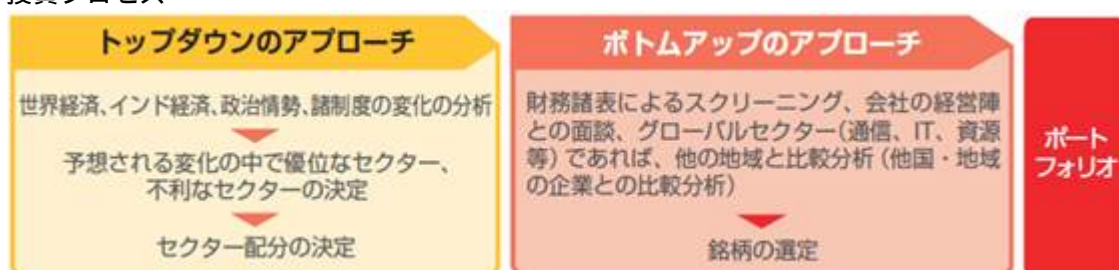 投資プロセス
トップダウンのアプローチ
世界経済、インド経済、政治情勢、諸制度の変化の分析
予想される変化の中で優位なセクター、
不利なセクターの決定
セクター配分の決定
ボトムアップのアプローチ
財務諸表によるスクリーニング、会社の経営陣
との面談、グローバルセクター(通信、IT、資源
等)であれば、他の地域と比較分析(他国・地域
の企業との比較分析)
銘柄の選定
ポート
フォリオ